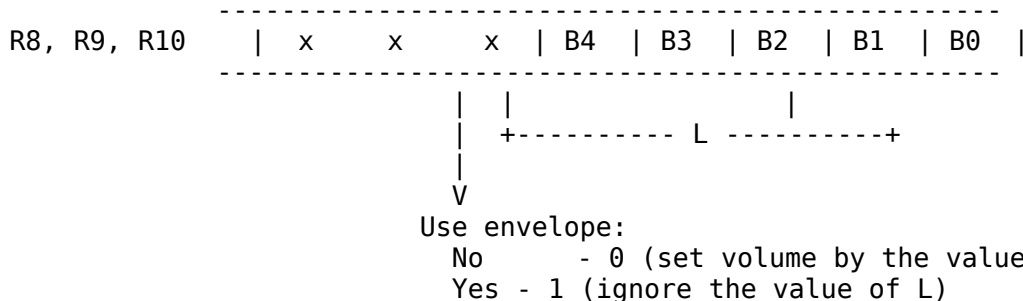 -------------------------------------------------
R8, R9, R10 | x x x | B4 | B3 | B2 | B1 | B0 |
-------------------------------------------------
| | |
| +---------- L ----------+
|
V
Use envelope:
No - 0 (set volume by the value
Yes - 1 (ignore the value of L)